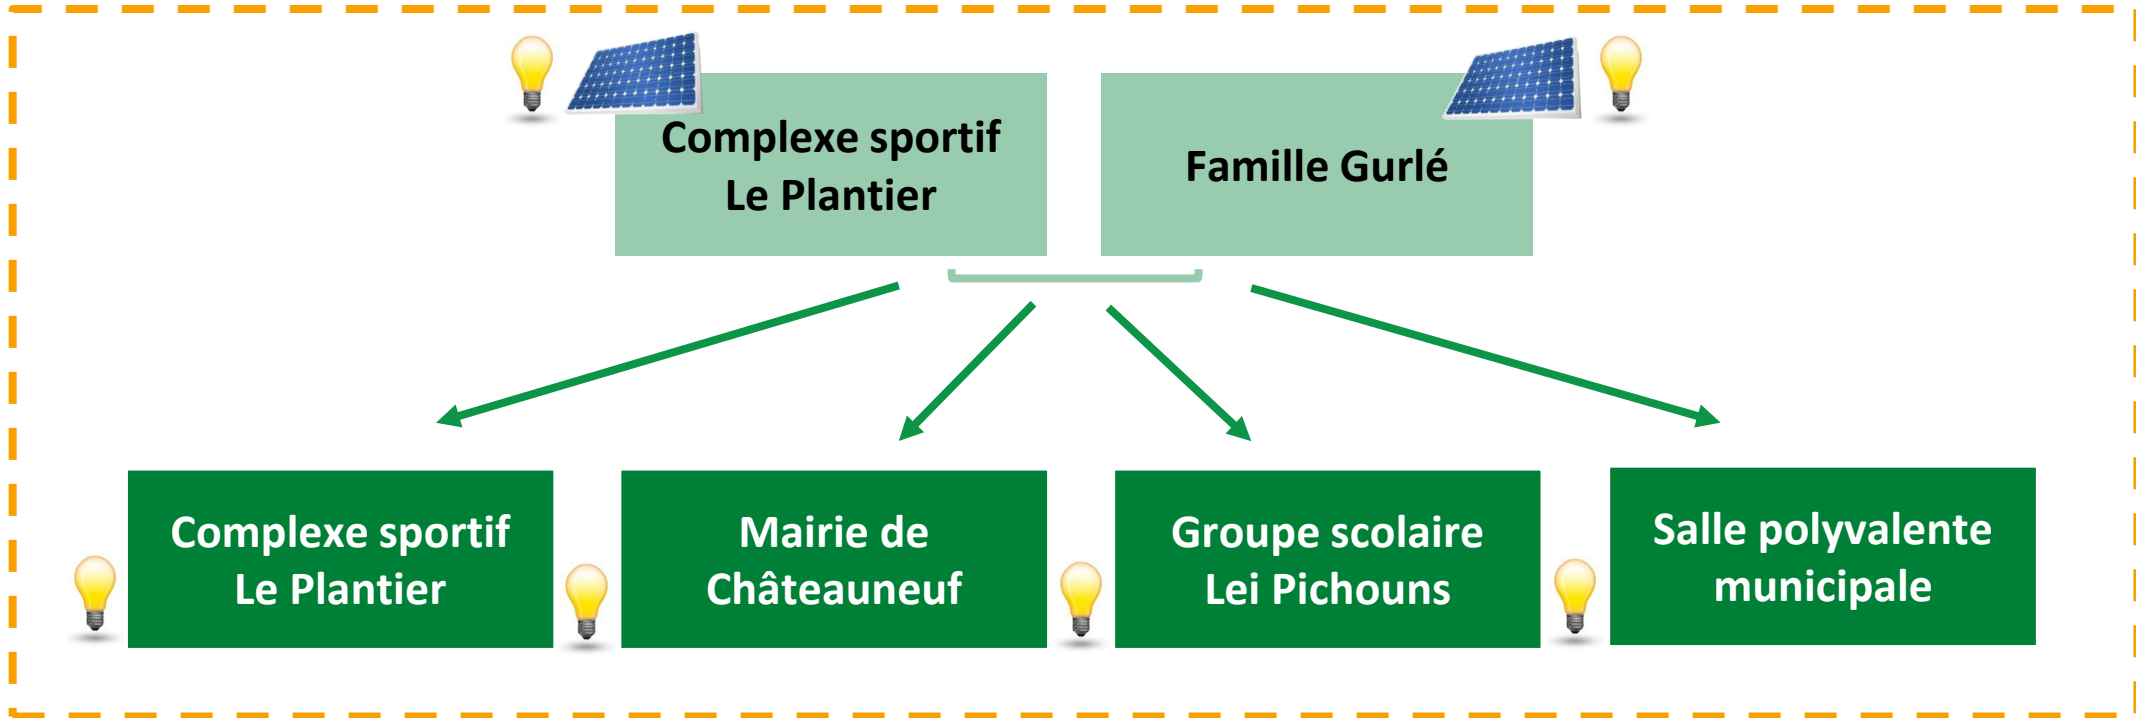 Complexe sportif
Le Plantier
Famille Gurlé
Complexe sportif
Le Plantier
Mairie de
Châteauneuf
Groupe scolaire
Lei Pichouns
Salle polyvalente
municipale